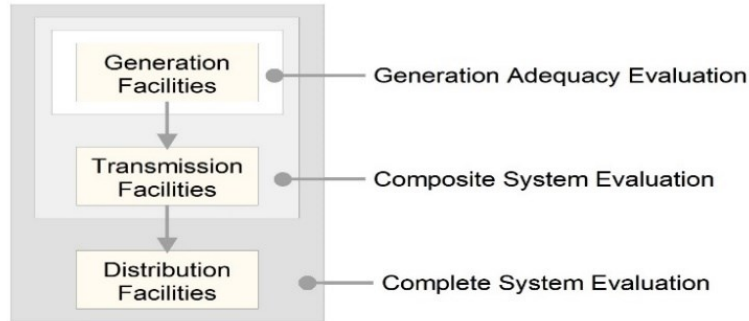 Generation
Facilities
Generation Adequacy Evaluation
Transmission
Facilities
Composite System Evaluation
Distribution
Facilities
Complete System Evaluation